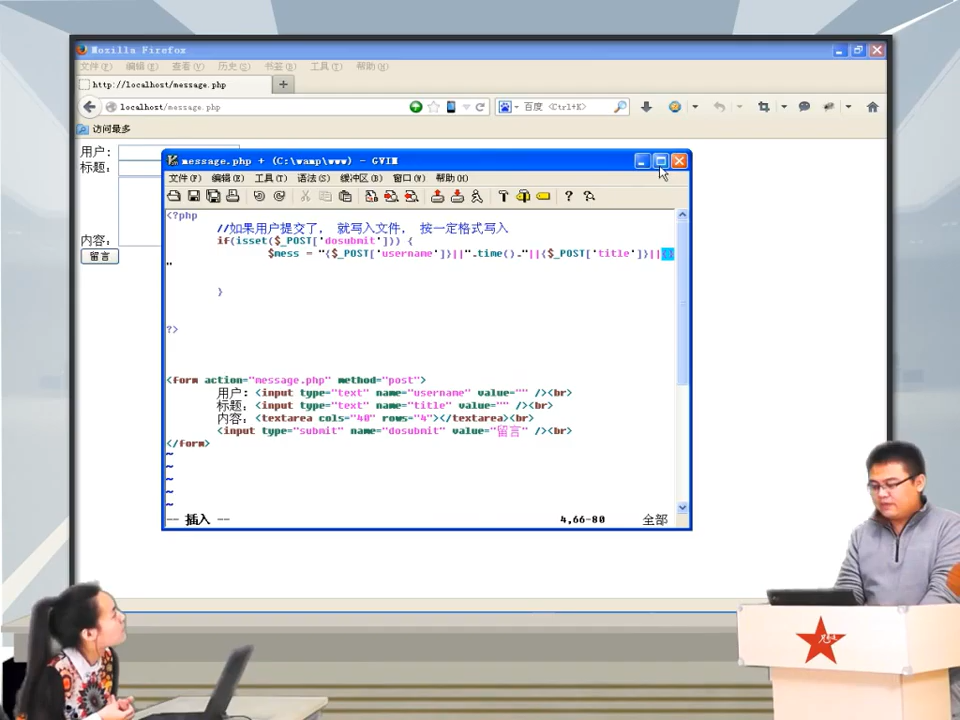 Mozilla Firefox
文件(F) 编辑(E) 查看(V) 历史(S) 书签(B) 工具(T) 帮助(H)
http://localhost/message.php
localhost/message.php
百度 <Ctrl+K>
访问最多
用户:
标题:
内容:
留言
message.php + (C:\wamp\www) - GVIM
文件(F) 编辑(E) 工具(T) 语法(S) 缓冲区(B) 窗口(W) 帮助(H)
<?php
//如果用户提交了, 就写入文件, 按一定格式写入
if(isset($_POST['dosubmit'])) {
$mess = "{$_POST['username']}||".time()."||{$_POST['title']}||{
"
}
?>
<form action="message.php" method="post">
用户: <input type="text" name="username" value="" /><br>
标题: <input type="text" name="title" value="" /><br>
内容: <textarea cols="40" rows="4"></textarea><br>
<input type="submit" name="dosubmit" value="留言" /><br>
</form>
~
~
~
~
~
-- 插入 --
4,66-80
全部